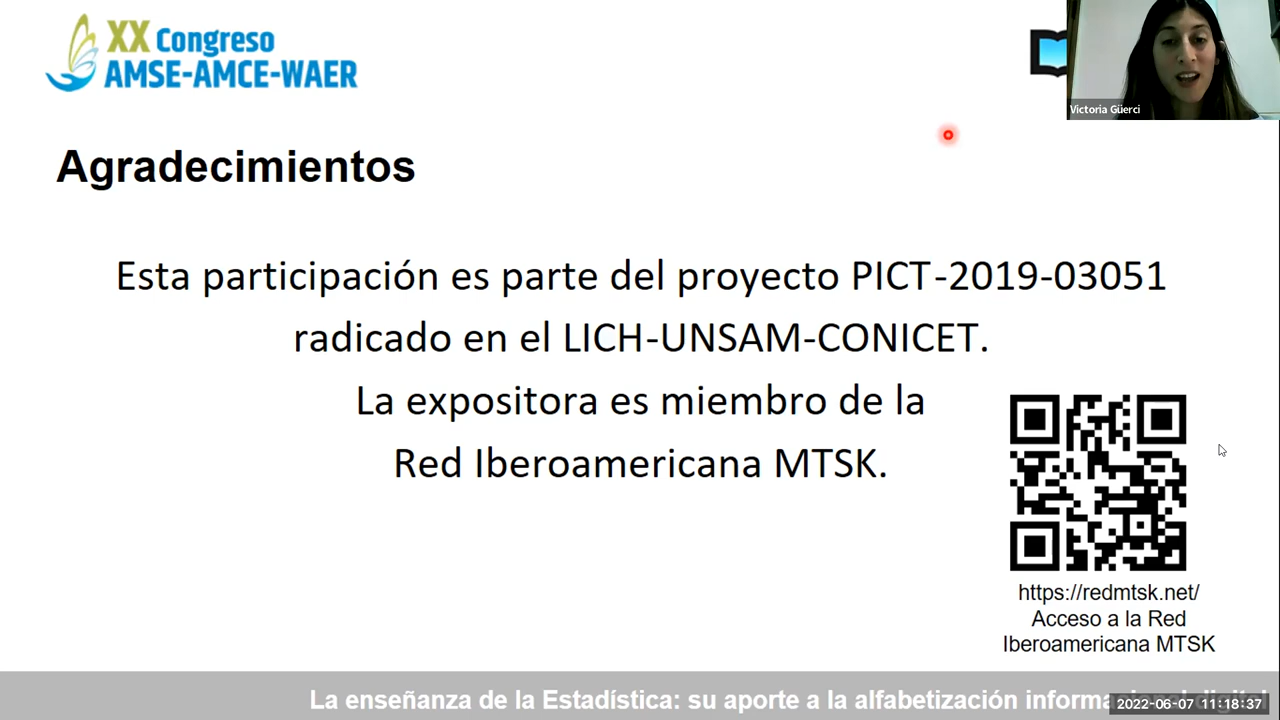 XX Congreso
AMSE-AMCE-WAER
Victoria Güerci
Agradecimientos
Esta participación es parte del proyecto PICT-2019-03051
radicado en el LICH-UNSAM-CONICET.
La expositora es miembro de la
Red Iberoamericana MTSK.
https://redmtsk.net/
Acceso a la Red
Iberoamericana MTSK
La enseñanza de la Estadística: su aporte a la alfabetización informacional digital
2022-06-07 11:18:37